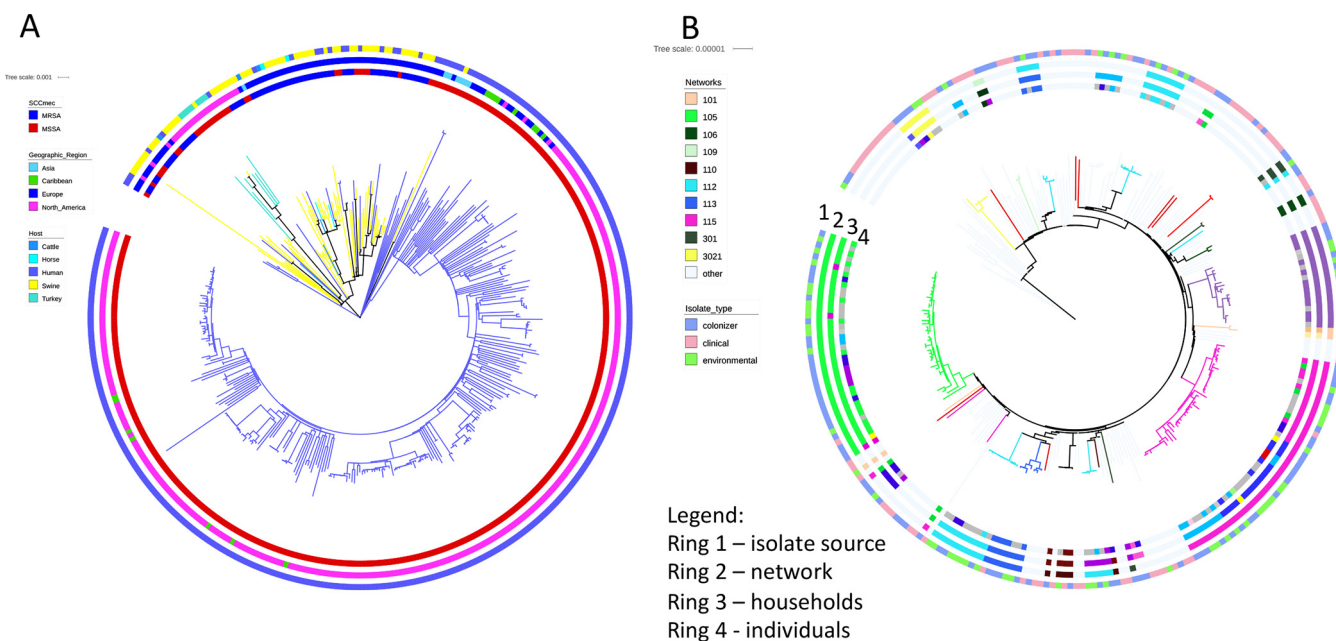 A
Tree scale: 0.001
SCCmec
MRSA
MSSA
Geographic_Region
Asia
Caribbean
Europe
North_America
Host
Cattle
Horse
Human
Swine
Turkey
B
Tree scale: 0.00001
Networks
101
105
106
109
110
112
113
115
301
3021
other
Isolate_type
colonizer
clinical
environmental
1
2
3
4
Legend:
Ring 1 – isolate source
Ring 2 – network
Ring 3 – households
Ring 4 - individuals